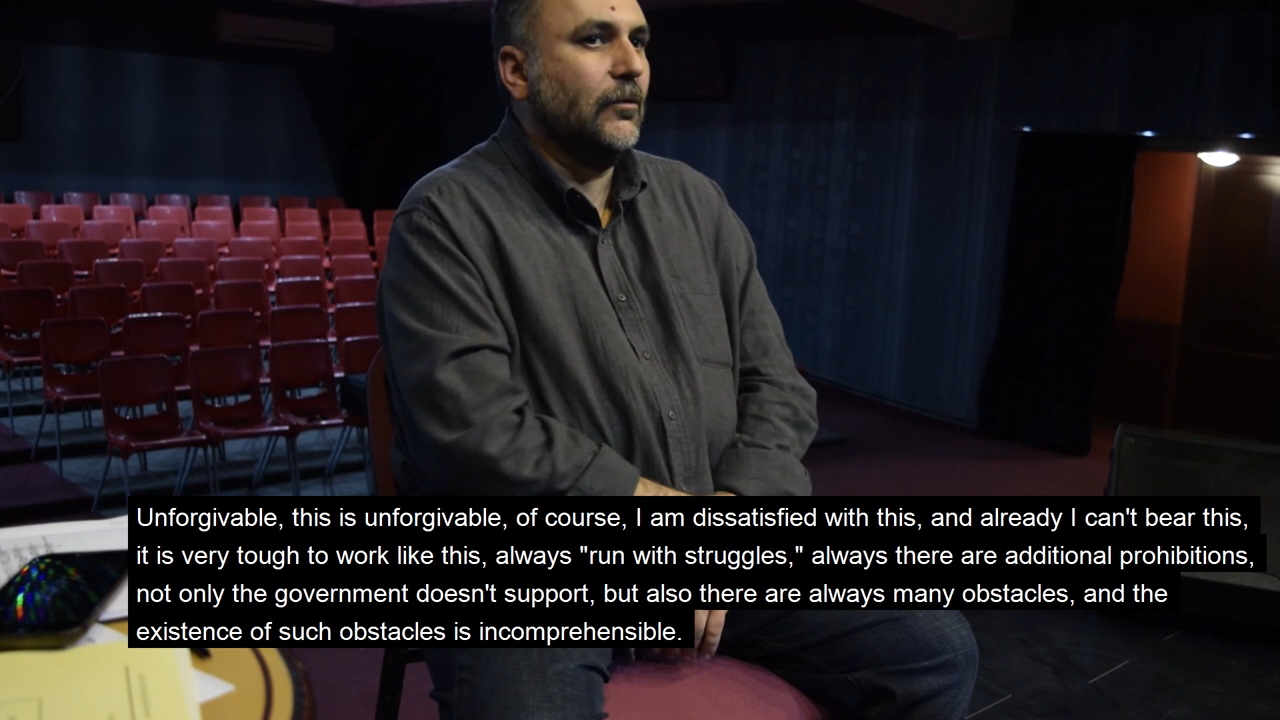 Unforgivable, this is unforgivable, of course, I am dissatisfied with this, and already I can't bear this,
it is very tough to work like this, always "run with struggles," always there are additional prohibitions,
not only the government doesn't support, but also there are always many obstacles, and the
existence of such obstacles is incomprehensible.